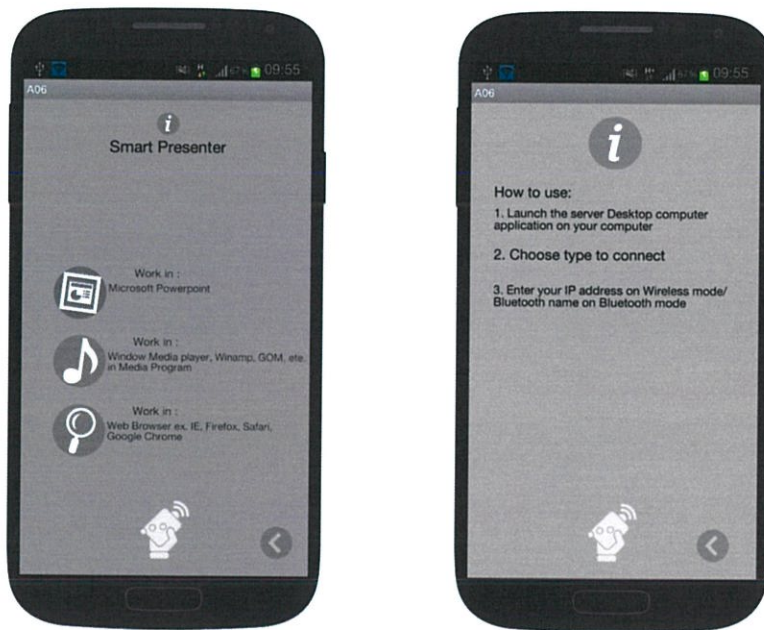 67% 09:55
A06
i
Smart Presenter
Work in :
Microsoft Powerpoint
Work in :
Window Media player, Winamp, GOM, ete.
in Media Program
Work in :
Web Browser ex. IE, Firefox, Safari,
Google Chrome
67% 09:55
A06
i
How to use:
1. Launch the server Desktop computer
application on your computer
2. Choose type to connect
3. Enter your IP address on Wireless mode/
Bluetooth name on Bluetooth mode